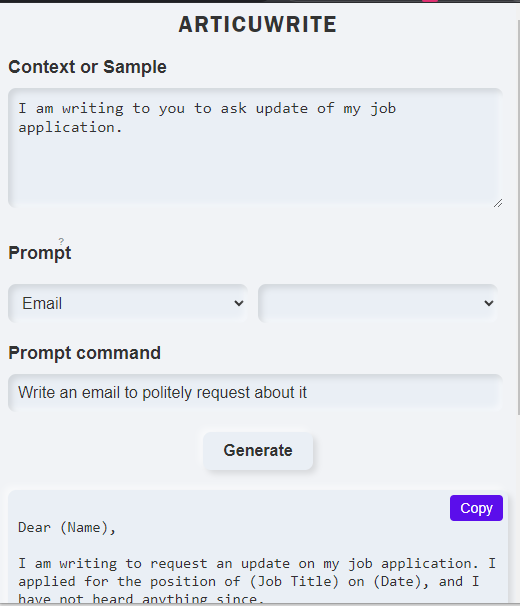 ARTICUWRITE
Context or Sample
I am writing to you to ask update of my job
application.
Prompt
?
Email
Prompt command
Write an email to politely request about it
Generate
Copy
Dear (Name),
I am writing to request an update on my job application. I
applied for the position of (Job Title) on (Date), and I
have not heard anything since.